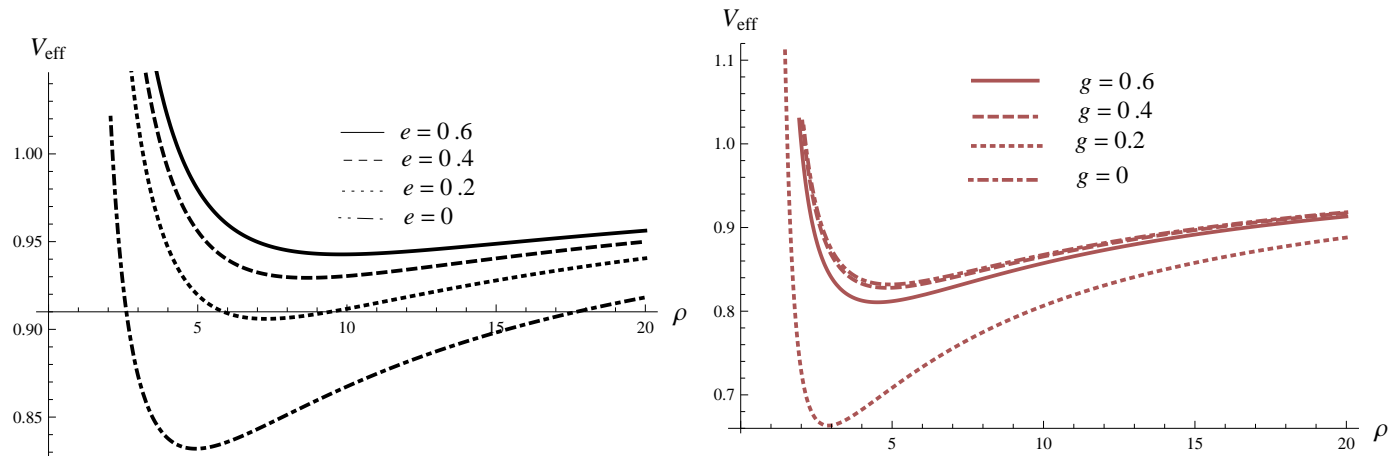 V_eff
1.00
0.95
0.90
0.85
5
10
15
20
ρ
e = 0.6
e = 0.4
e = 0.2
e = 0
V_eff
1.1
1.0
0.9
0.8
0.7
5
10
15
20
ρ
g = 0.6
g = 0.4
g = 0.2
g = 0